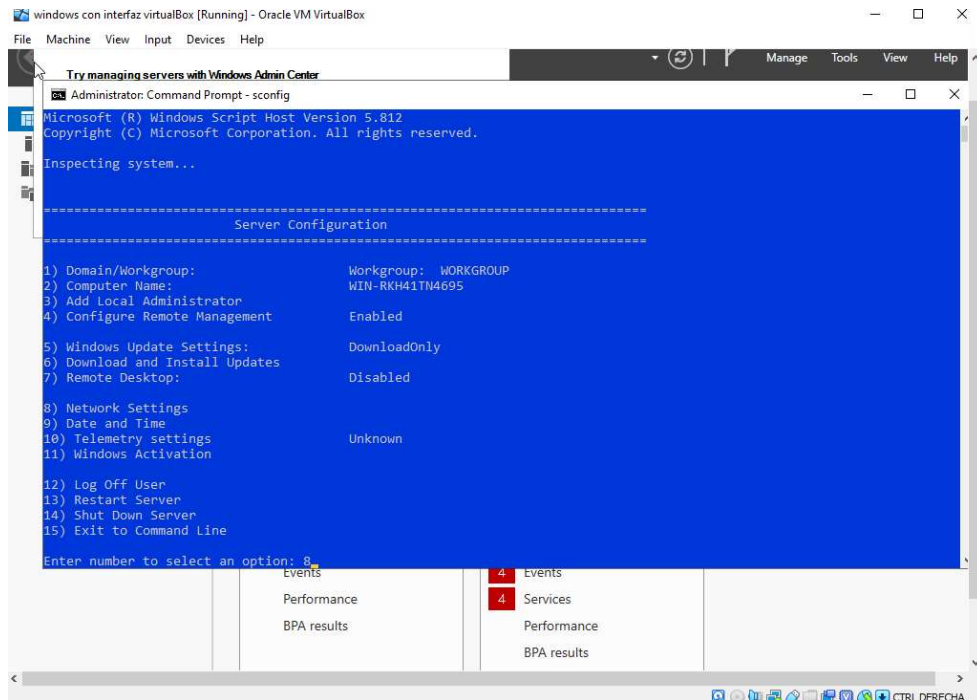 windows con interfaz virtualBox [Running] - Oracle VM VirtualBox
File Machine View Input Devices Help
Manage Tools View Help
Try managing servers with Windows Admin Center
Administrator: Command Prompt - sconfig
Microsoft (R) Windows Script Host Version 5.812
Copyright (C) Microsoft Corporation. All rights reserved.
Inspecting system...
===============================================================================
Server Configuration
===============================================================================
1) Domain/Workgroup: Workgroup: WORKGROUP
2) Computer Name: WIN-RKH41TN4695
3) Add Local Administrator
4) Configure Remote Management Enabled
5) Windows Update Settings: DownloadOnly
6) Download and Install Updates
7) Remote Desktop: Disabled
8) Network Settings
9) Date and Time
10) Telemetry settings Unknown
11) Windows Activation
12) Log Off User
13) Restart Server
14) Shut Down Server
15) Exit to Command Line
Enter number to select an option: 8_
Events 4 Events
Performance 4 Services
BPA results Performance
BPA results
CTRL DERECHA